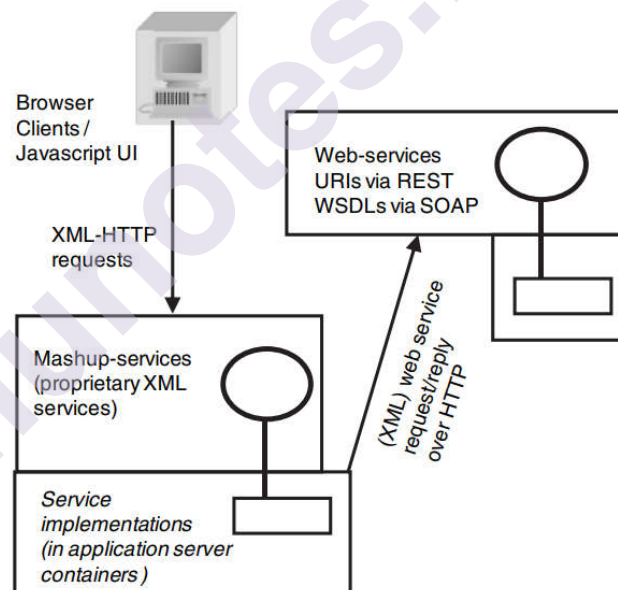 Browser
Clients /
Javascript UI
XML-HTTP
requests
Web-services
URIs via REST
WSDLs via SOAP
(XML) web service
request/reply
over HTTP
Mashup-services
(proprietary XML
services)
Service
implementations
(in application server
containers )
unotes.